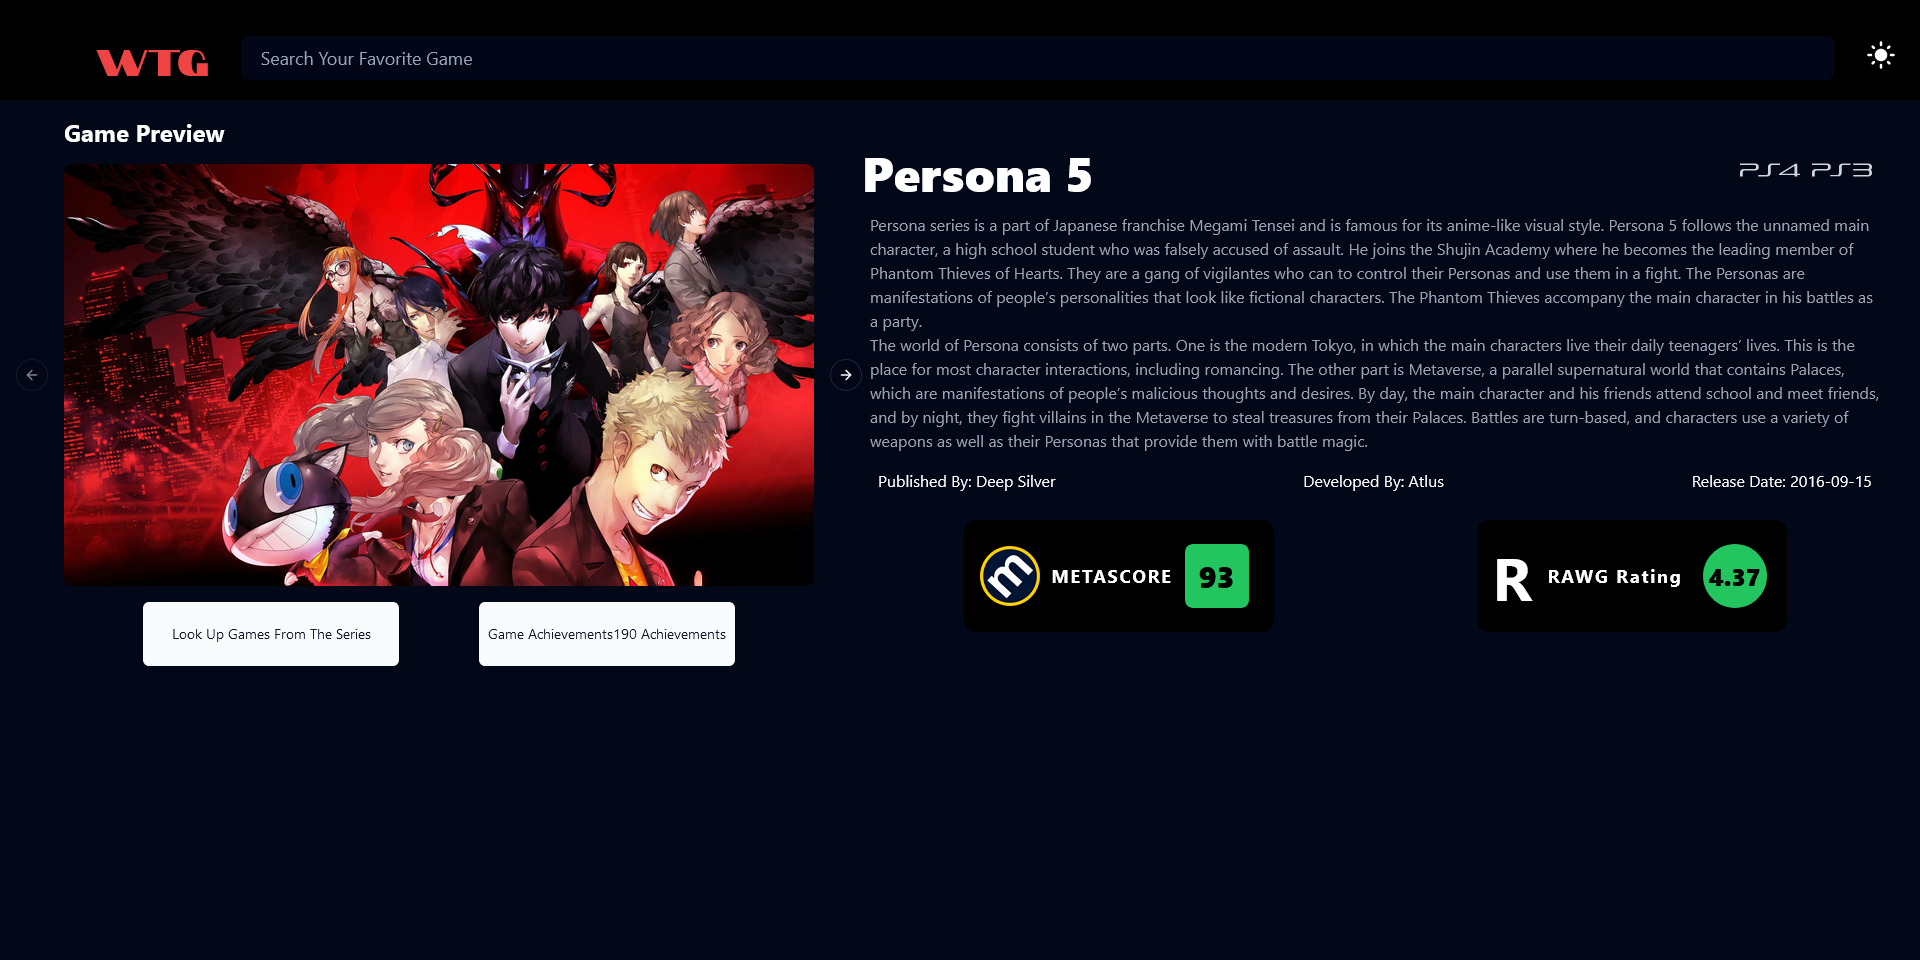 WTG
Search Your Favorite Game
Game Preview
Persona 5
PS4 PS3
Persona series is a part of Japanese franchise Megami Tensei and is famous for its anime-like visual style. Persona 5 follows the unnamed main
character, a high school student who was falsely accused of assault. He joins the Shujin Academy where he becomes the leading member of
Phantom Thieves of Hearts. They are a gang of vigilantes who can to control their Personas and use them in a fight. The Personas are
manifestations of people’s personalities that look like fictional characters. The Phantom Thieves accompany the main character in his battles as
a party.
The world of Persona consists of two parts. One is the modern Tokyo, in which the main characters live their daily teenagers’ lives. This is the
place for most character interactions, including romancing. The other part is Metaverse, a parallel supernatural world that contains Palaces,
which are manifestations of people’s malicious thoughts and desires. By day, the main character and his friends attend school and meet friends,
and by night, they fight villains in the Metaverse to steal treasures from their Palaces. Battles are turn-based, and characters use a variety of
weapons as well as their Personas that provide them with battle magic.
Published By: Deep Silver
Developed By: Atlus
Release Date: 2016-09-15
m METASCORE 93
R RAWG Rating 4.37
Look Up Games From The Series
Game Achievements190 Achievements